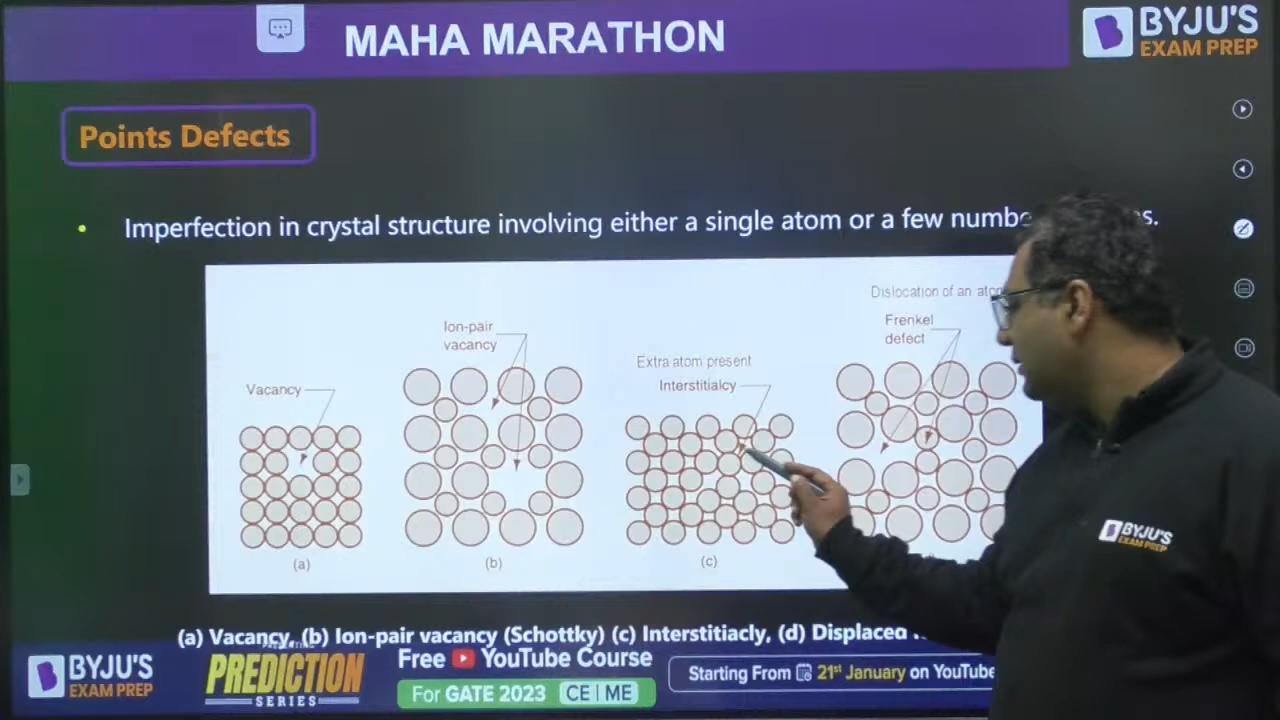 MAHA MARATHON
BYJU'S
EXAM PREP
Points Defects
• Imperfection in crystal structure involving either a single atom or a few
Dislocation of an
Ion-pair
vacancy
Frenkel
defect
Extra atom present
Interstitialcy
Vacancy
(a)
(b)
(c)
(a) Vacancy, (b) Ion-pair vacancy (Schottky) (c) Interstitiacly, (d) Displaced
BYJU'S
EXAM PREP
BYJU'S
EXAM PREP
PREDICTION
SERIES
Free YouTube Course
For GATE 2023 CE | ME
Starting From 21st January on YouTube